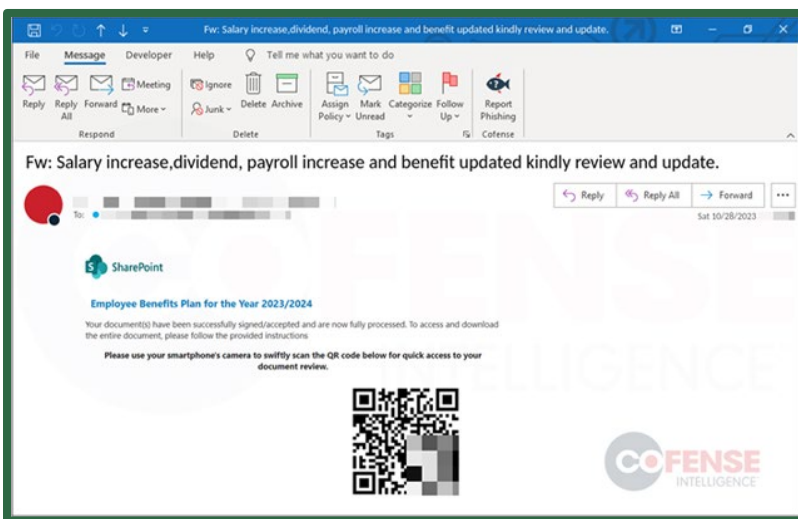 Fw: Salary increase,dividend, payroll increase and benefit updated kindly review and update.
File Message Developer Help Tell me what you want to do
Reply
Reply All
Forward
Meeting
More
Respond
Ignore
Junk
Delete
Archive
Delete
Assign Policy
Mark Unread
Categorize
Follow Up
Tags
Report Phishing
Cofense
Fw: Salary increase,dividend, payroll increase and benefit updated kindly review and update.
Reply Reply All Forward
To:
Sat 10/28/2023
SharePoint
Employee Benefits Plan for the Year 2023/2024
Your document(s) have been successfully signed/accepted and are now fully processed. To access and download
the entire document, please follow the provided instructions
Please use your smartphone's camera to swiftly scan the QR code below for quick access to your
document review.
COFENSE
INTELLIGENCE
COFENSE
INTELLIGENCE